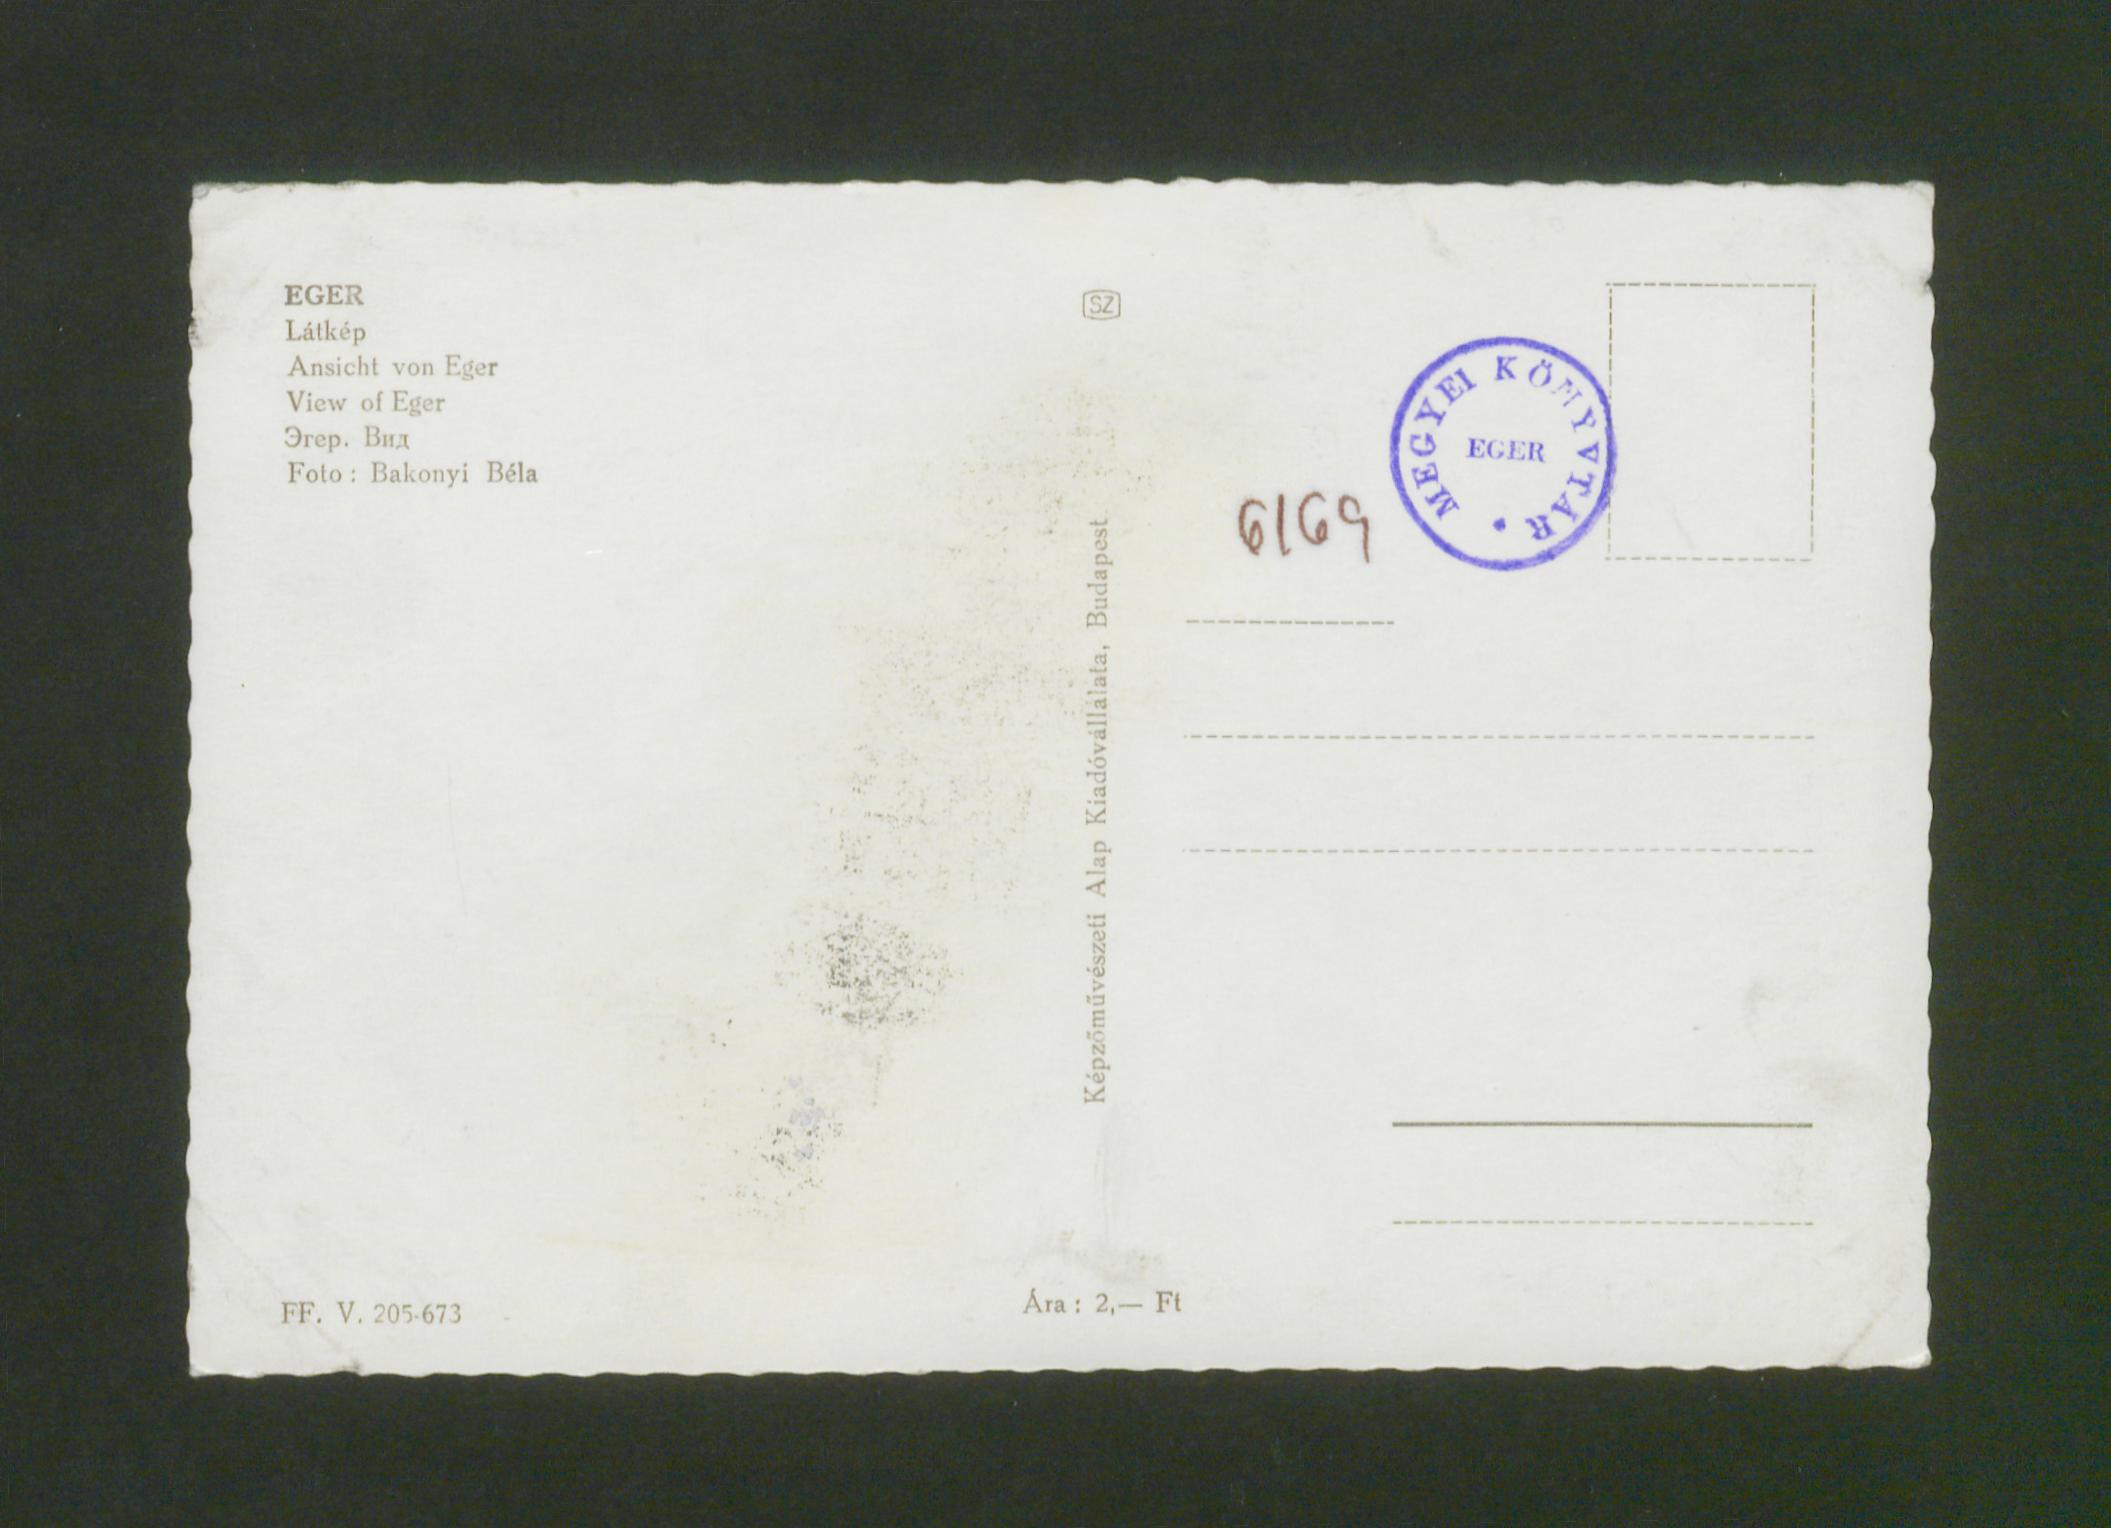 EGER
Látkép
Ansicht von Eger
View of Eger
Эгер. Вид
Foto : Bakonyi Béla
SZ
MEGYEI KÖNYVTÁR
EGER
6169
Képzőművészeti Alap Kiadóvállalata, Budapest
FF. V. 205-673
Ára : 2,— Ft